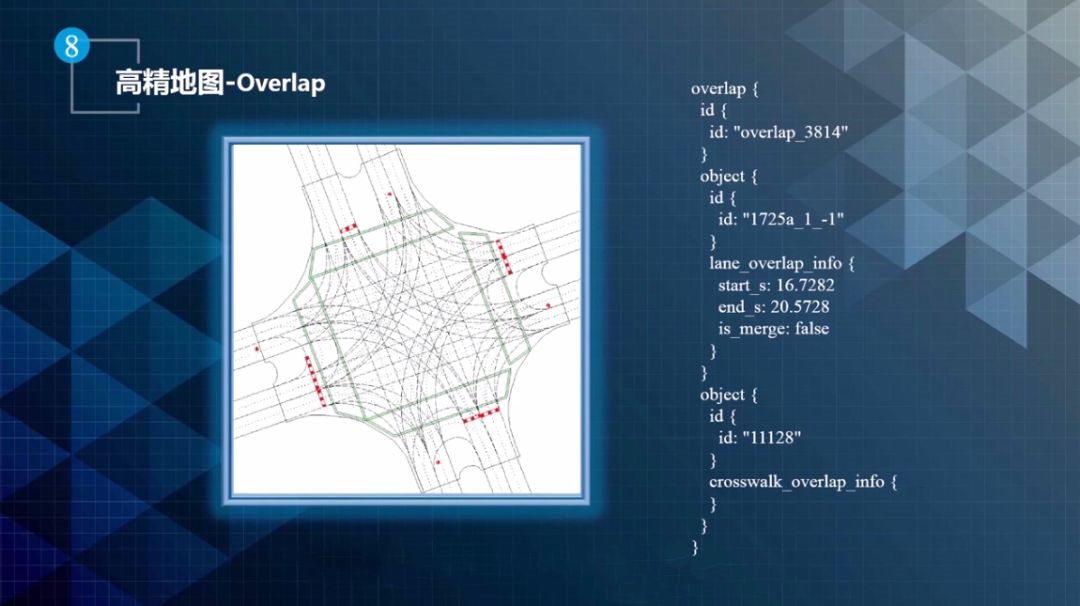 8
高精地图-Overlap
overlap {
id {
id: "overlap_3814"
}
object {
id {
id: "1725a_1_-1"
}
lane_overlap_info {
start_s: 16.7282
end_s: 20.5728
is_merge: false
}
}
object {
id {
id: "11128"
}
crosswalk_overlap_info {
}
}
}